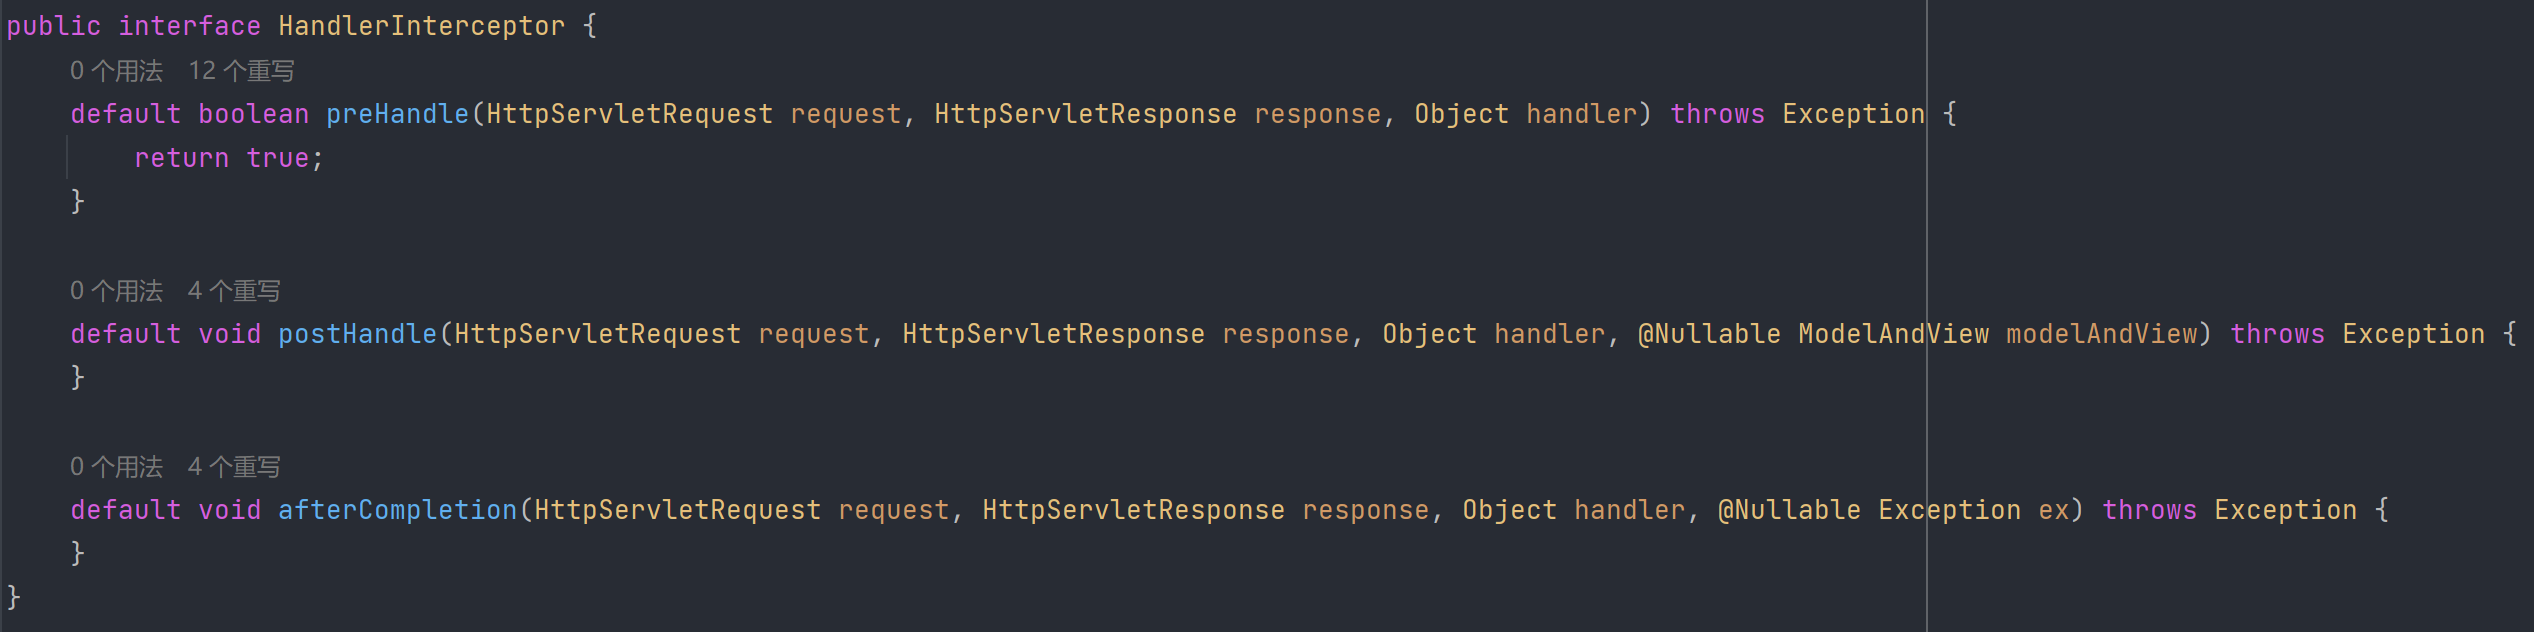 public interface HandlerInterceptor {
0 个用法 12 个重写
default boolean preHandle(HttpServletRequest request, HttpServletResponse response, Object handler) throws Exception {
return true;
}
0 个用法 4 个重写
default void postHandle(HttpServletRequest request, HttpServletResponse response, Object handler, @Nullable ModelAndView modelAndView) throws Exception {
}
0 个用法 4 个重写
default void afterCompletion(HttpServletRequest request, HttpServletResponse response, Object handler, @Nullable Exception ex) throws Exception {
}
}